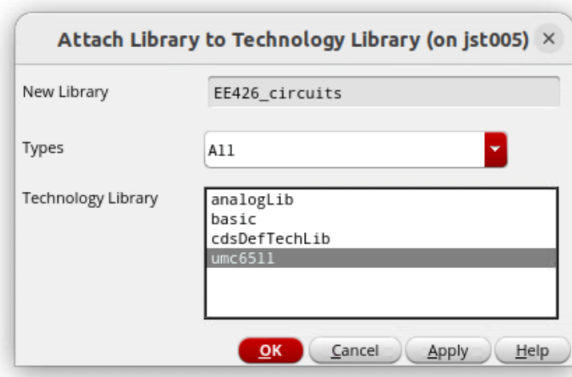 Attach Library to Technology Library (on jst005)
New Library EE426_circuits
Types All
Technology Library
analogLib
basic
cdsDefTechLib
umc65ll
OK Cancel Apply Help